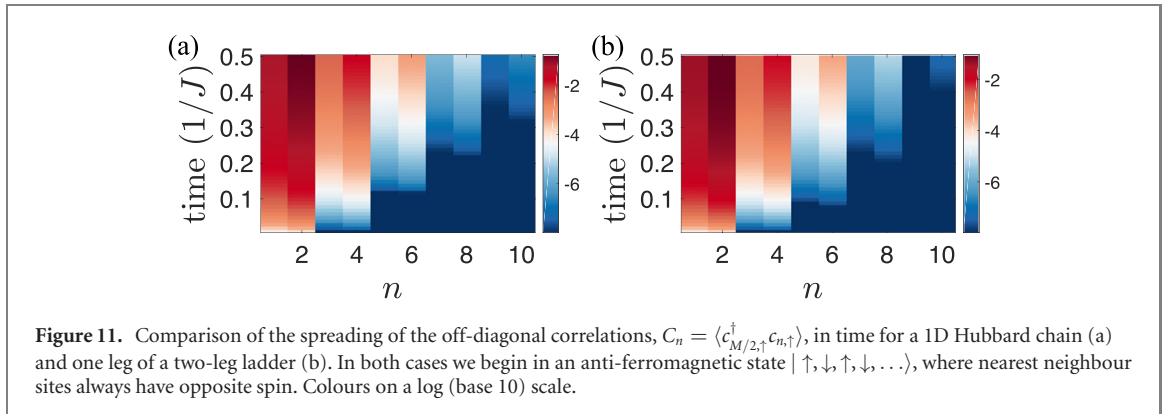 (a)
(b)
time (1/J)
0.5
0.4
0.3
0.2
0.1
2
4
6
8
10
n
-2
-4
-6
time (1/J)
0.5
0.4
0.3
0.2
0.1
2
4
6
8
10
n
-2
-4
-6
Figure 11. Comparison of the spreading of the off-diagonal correlations, Cₙ = ⟨c†_{M/2,↑}c_{n,↑}⟩, in time for a 1D Hubbard chain (a)
and one leg of a two-leg ladder (b). In both cases we begin in an anti-ferromagnetic state | ↑,↓,↑,↓, …⟩, where nearest neighbour
sites always have opposite spin. Colours on a log (base 10) scale.